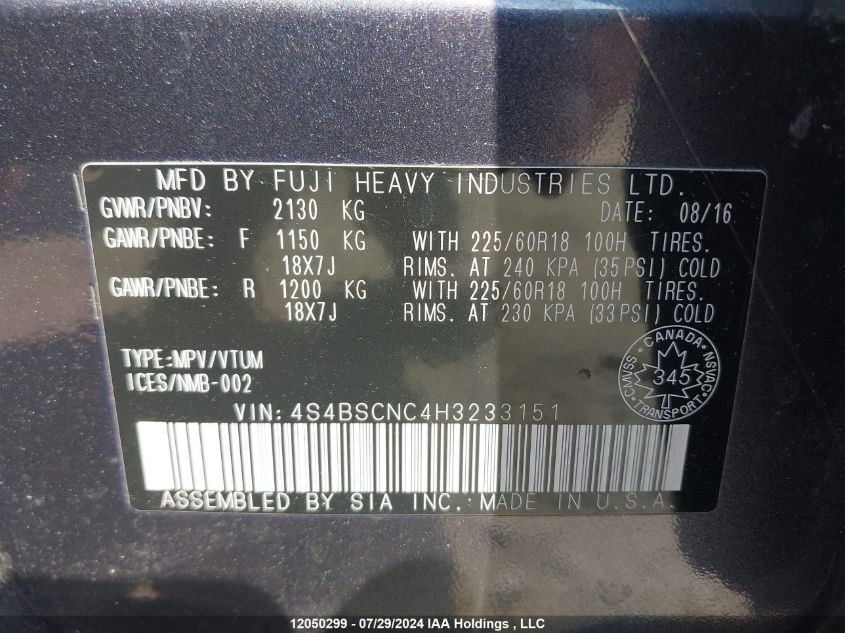 MFD BY FUJI HEAVY INDUSTRIES LTD.
GVWR/PNBV: 2130 KG DATE: 08/16
GAWR/PNBE: F 1150 KG WITH 225/60R18 100H TIRES.
18X7J RIMS. AT 240 KPA (35PSI) COLD
GAWR/PNBE: R 1200 KG WITH 225/60R18 100H TIRES.
18X7J RIMS. AT 230 KPA (33PSI) COLD
TYPE:MPV/VTUM
ICES/NMB-002
CANADA
CMVSS
345
NSVAC
TRANSPORT
VIN: 4S4BSCNC4H3233151
ASSEMBLED BY SIA INC. MADE IN U.S.A.
12050299 - 07/29/2024 IAA Holdings , LLC